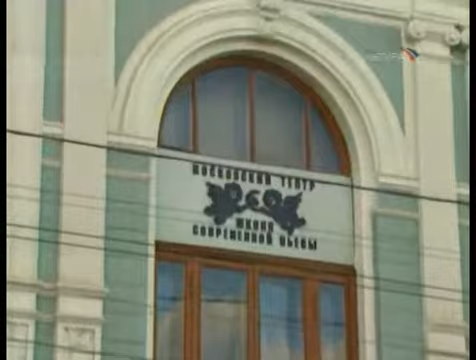 МОСКОВСКИЙ ТЕАТР
ШКОЛА
СОВРЕМЕННОЙ ПЬЕСЫ